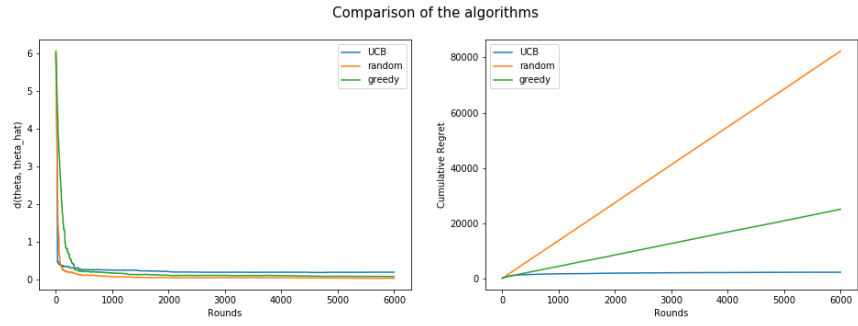 Comparison of the algorithms
d(theta, theta_hat)
6
5
4
3
2
1
0
0 1000 2000 3000 4000 5000 6000
Rounds
UCB
random
greedy
Cumulative Regret
80000
60000
40000
20000
0
0 1000 2000 3000 4000 5000 6000
Rounds
UCB
random
greedy